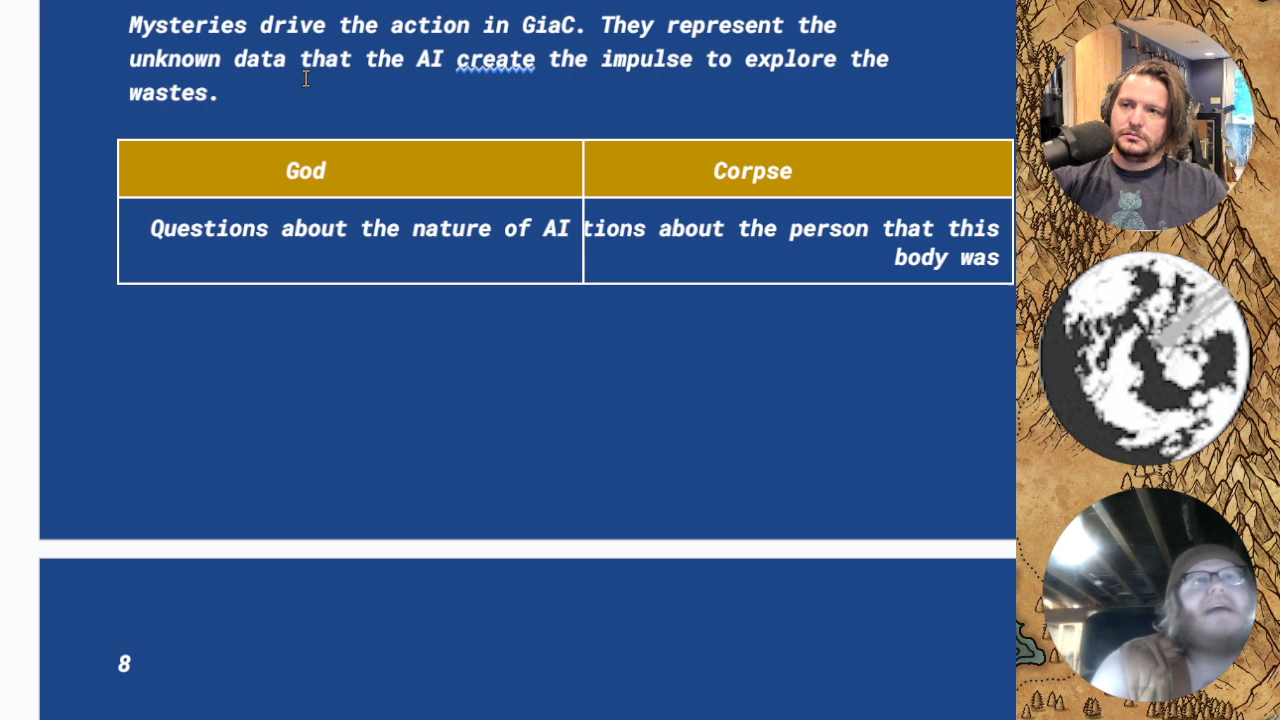 Mysteries drive the action in GiaC. They represent the
unknown data that the AI create the impulse to explore the
wastes.
God
Corpse
Questions about the nature of AI
tions about the person that this
body was
8